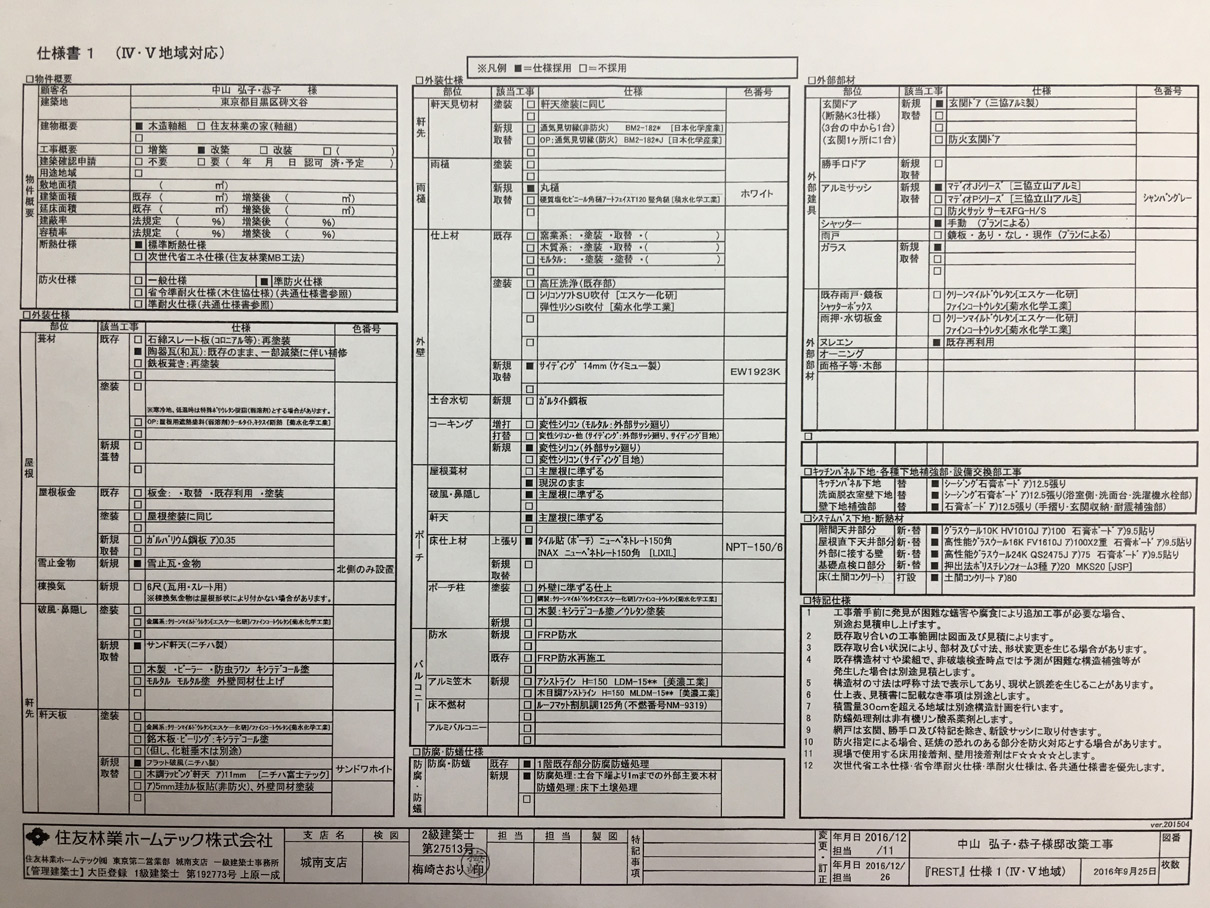 仕様書１ （Ⅳ・Ⅴ地域対応）
※凡例 ■＝仕様採用 □＝不採用
□物件概要
物件概要
顧客名 中山 弘子・恭子 様
建築地 東京都目黒区碑文谷
建物概要 ■ 木造軸組 □ 住友林業の家（軸組）
□
工事概要 □ 増築 ■ 改築 □ 改装 □（ ）
建築確認申請 □ 不要 □ 要（ 年 月 日 認可 済・予定 ）
用途地域 □
敷地面積 （ ㎡）
建築面積 既存（ ㎡） 増築後（ ㎡）
延床面積 既存（ ㎡） 増築後（ ㎡）
建蔽率 法規定（ %） 増築後（ %）
容積率 法規定（ %） 増築後（ %）
断熱仕様 ■ 標準断熱仕様
□ 次世代省エネ仕様（住友林業MB工法）
防火仕様 □ 一般仕様 ■ 準防火仕様
□ 省令準耐火仕様（木住協仕様）（共通仕様書参照）
□ 準耐火仕様（共通仕様書参照）
□外装仕様
部位 該当工事 仕様 色番号
屋根
葺材 既存 □ 石綿スレート板（コロニアル等）：再塗装
■ 陶器瓦（和瓦）：既存のまま、一部減築に伴い補修
□ 鉄板葺き：再塗装
□
塗装 □
※寒冷地、低温時は特殊ポリウレタン樹脂（弱溶剤）とする場合があります。
□ OP：屋根用遮熱塗料（弱溶剤）クールタイト、キクスイ断熱 ［菊水化学工業］
□
新規 葺替 □
□
屋根板金 既存 □ 板金： ・取替 ・既存利用 ・塗装
□
塗装 □ 屋根塗装に同じ
□
新規 取替 □ ガルバリウム鋼板 ア）0.35
□
雪止金物 新規 ■ 雪止瓦・金物 北側のみ設置
□
棟換気 新規 □ 6尺（瓦用・スレート用）
※棟換気金物は屋根形状により付かない場合があります。
軒先
破風・鼻隠し 塗装 □
□ 金属系：クリーンマイルドウレタン［エスケー化研］/ファインコートウレタン［菊水化学工業］
□
新規 取替 ■ サンド軒天（ニチハ製）
□ 木製 ・ピーラー ・防虫ラワン キシラデコール塗
□ モルタル モルタル塗 外壁同材仕上げ
□
軒天板 塗装 □
□ 金属系：クリーンマイルドウレタン［エスケー化研］/ファインコートウレタン［菊水化学工業］
□ 銘木板・ピーリング：キシラデコール塗
□ （但し、化粧垂木は別途）
新規 取替 ■ フラット破風（ニチハ製） サンドワホイト
□ 木調ラッピング軒天 ア）11mm ［ニチハ富士テック］
□ ア）5mm珪カル板貼（非防火）、外壁同材塗装
□
□外装仕様
部位 該当工事 仕様 色番号
軒先
軒天見切材 塗装 □ 軒天塗装に同じ
□
新規 取替 □ 通気見切縁（非防火） BM2-182* ［日本化学産業］
□ OP：通気見切縁（防火） BM2-182*J ［日本化学産業］
□
雨樋
雨樋 塗装 □
□
新規 取替 ■ 丸樋 ホワイト
□ 硬質塩化ビニール角樋アートフェイスT120 竪角樋 ［積水化学工業］
□
外壁
仕上材 既存 □ 窯業系： ・塗装 ・取替 ・（ ）
□ 木質系： ・塗装 ・取替 ・（ ）
□ モルタル： ・塗装 ・塗替 ・（ ）
□
塗装 □ 高圧洗浄（既存部）
□ シリコンソフトSU吹付 ［エスケー化研］
弾性リシンSi吹付 ［菊水化学工業］
□
□
新規 取替 ■ サイディング 14mm（ケイミュー製） EW1923K
□
土台水切 新規 □ ガルタイト鋼板
コーキング 増打 □ 変性シリコン（モルタル：外部サッシ廻り）
打替 □ 変性シリコン・他（サイディング：外部サッシ廻り、サイディング目地）
新規 ■ 変性シリコン（外部サッシ廻り）
□ 変性シリコン（サイディング目地）
ポーチ
屋根葺材 □ 主屋根に準ずる
■ 現況のまま
破風・鼻隠し ■ 主屋根に準ずる
□
軒天 ■ 主屋根に準ずる
□
床仕上材 上張り ■ タイル貼（ポーチ） ニューペネトレート150角 NPT-150/6
INAX ニューペネトレート150角 ［LIXIL］
新規 取替 □
□
ポーチ柱 塗装 □ 外壁に準ずる仕上
□ 鋼製：クリーンマイルドウレタン［エスケー化研］/ファインコートウレタン［菊水化学工業］
□ 木製：キシラデコール塗／ウレタン塗装
新規 □
バルコニー
防水 新規 □ FRP防水
□
既存 □ FRP防水再施工
□
アルミ笠木 新規 □ アシストライン H=150 LDM-15** ［美濃工業］
□ 木目調アシストライン H=150 MLDM-15** ［美濃工業］
床不燃材 □ ルーフマット割肌調125角（不燃番号NM-9319）
□
アルミバルコニー □
□
□防腐・防蟻仕様
防腐・防蟻
防腐・防蟻 既存 ■ 1階既存部分防腐防蟻処理
新規 ■ 防腐処理：土台下端より1mまでの外部主要木材
防蟻処理：床下土壌処理
□
□外部部材
部位 該当工事 仕様 色番号
外部建具
玄関ドア 新規 ■ 玄関ドア（三協アルミ製）
（断熱K3仕様） 取替 □
（3台の中から1台） □
（玄関1ヶ所に1台） □ 防火玄関ドア
□
勝手口ドア 新規 □
□
アルミサッシ 新規 取替 ■ マディオJシリーズ ［三協立山アルミ］
□ マディオPシリーズ ［三協立山アルミ］ シャンパングレー
□ 防火サッシ サーモスFG-H/S
シャッター ■ 手動 （プランによる）
雨戸 □ 鏡板 ・あり ・なし ・現作（プランによる）
ガラス 新規 取替 ■
□
□
外部部材
既存雨戸・鏡板 □ クリーンマイルドウレタン［エスケー化研］
シャッターボックス ファインコートウレタン［菊水化学工業］
雨押・水切板金 □ クリーンマイルドウレタン［エスケー化研］
ファインコートウレタン［菊水化学工業］
ヌレエン ■ 既存再利用
オーニング
面格子等・木部
□
□キッチンパネル下地・各種下地補強部・設備交換部工事
キッチンパネル下地 替 ■ シージング石膏ボード ア）12.5張り
洗面脱衣室壁下地 替 ■ シージング石膏ボード ア）12.5張り（浴室側・洗面台・洗濯機水栓部）
壁下地補強部 替 ■ 石膏ボード ア）12.5張り （手摺り・玄関収納・耐震補強部）
□システムバス下地・断熱材
階間天井部分 新・替 ■ グラスウール10K HV1010J ア）100 石膏ボード ア）9.5貼り
屋根直下天井部分 新・替 ■ 高性能グラスウール16K FV1610J ア）100X2重 石膏ボード ア）9.5貼り
外部に接する壁 新・替 ■ 高性能グラスウール24K QS2475J ア）75 石膏ボード ア）9.5貼り
基礎点検口部分 新・替 ■ 押出法ポリスチレンフォーム3種 ア）20 MKS20 ［JSP］
床（土間コンクリート） 打設 ■ 土間コンクリート ア）80
□特記仕様
1 工事着手前に発見が困難な蟻害や腐食により追加工事が必要な場合、
別途お見積申し上げます。
2 既存取り合いの工事範囲は図面及び見積によります。
3 既存取り合い状況により、部材及び寸法、形状変更を生じる場合があります。
4 既存構造材寸や梁組で、非破壊検査時点では予測が困難な構造補強等が
発生した場合は別途見積とします。
5 構造材の寸法は呼称寸法で表示してあり、現状と誤差を生じることがあります。
6 仕上表、見積書に記載なき事項は別途とします。
7 積雪量30cmを超える地域は別途構造計画を行います。
8 防蟻処理剤は非有機リン酸系薬剤とします。
9 網戸は玄関、勝手口及び特記を除き、新設サッシに取り付きます。
10 防火指定による場合、延焼の恐れのある部分を防火対応とする場合があります。
11 現場で使用する床用接着剤、壁用接着剤はF☆☆☆☆とします。
12 次世代省エネ仕様・省令準耐火仕様・準耐火仕様は、各共通仕様書を優先します。
ver.201504
住友林業ホームテック株式会社
住友林業ホームテック㈱ 東京第二営業部 城南支店 一級建築士事務所
【管理建築士】 大臣登録 1級建築士 第192773号 上原一成
支店名 検図 2級建築士 担当 担当 製図
第27513号
城南支店 梅崎さおり 印
特記事項
変更・訂正
年月日 2016/12/11
担当
年月日 2016/12/26
担当
中山 弘子・恭子様邸改築工事 図番
『REST』仕様１（Ⅳ・Ⅴ地域） 2016年9月25日 枚数